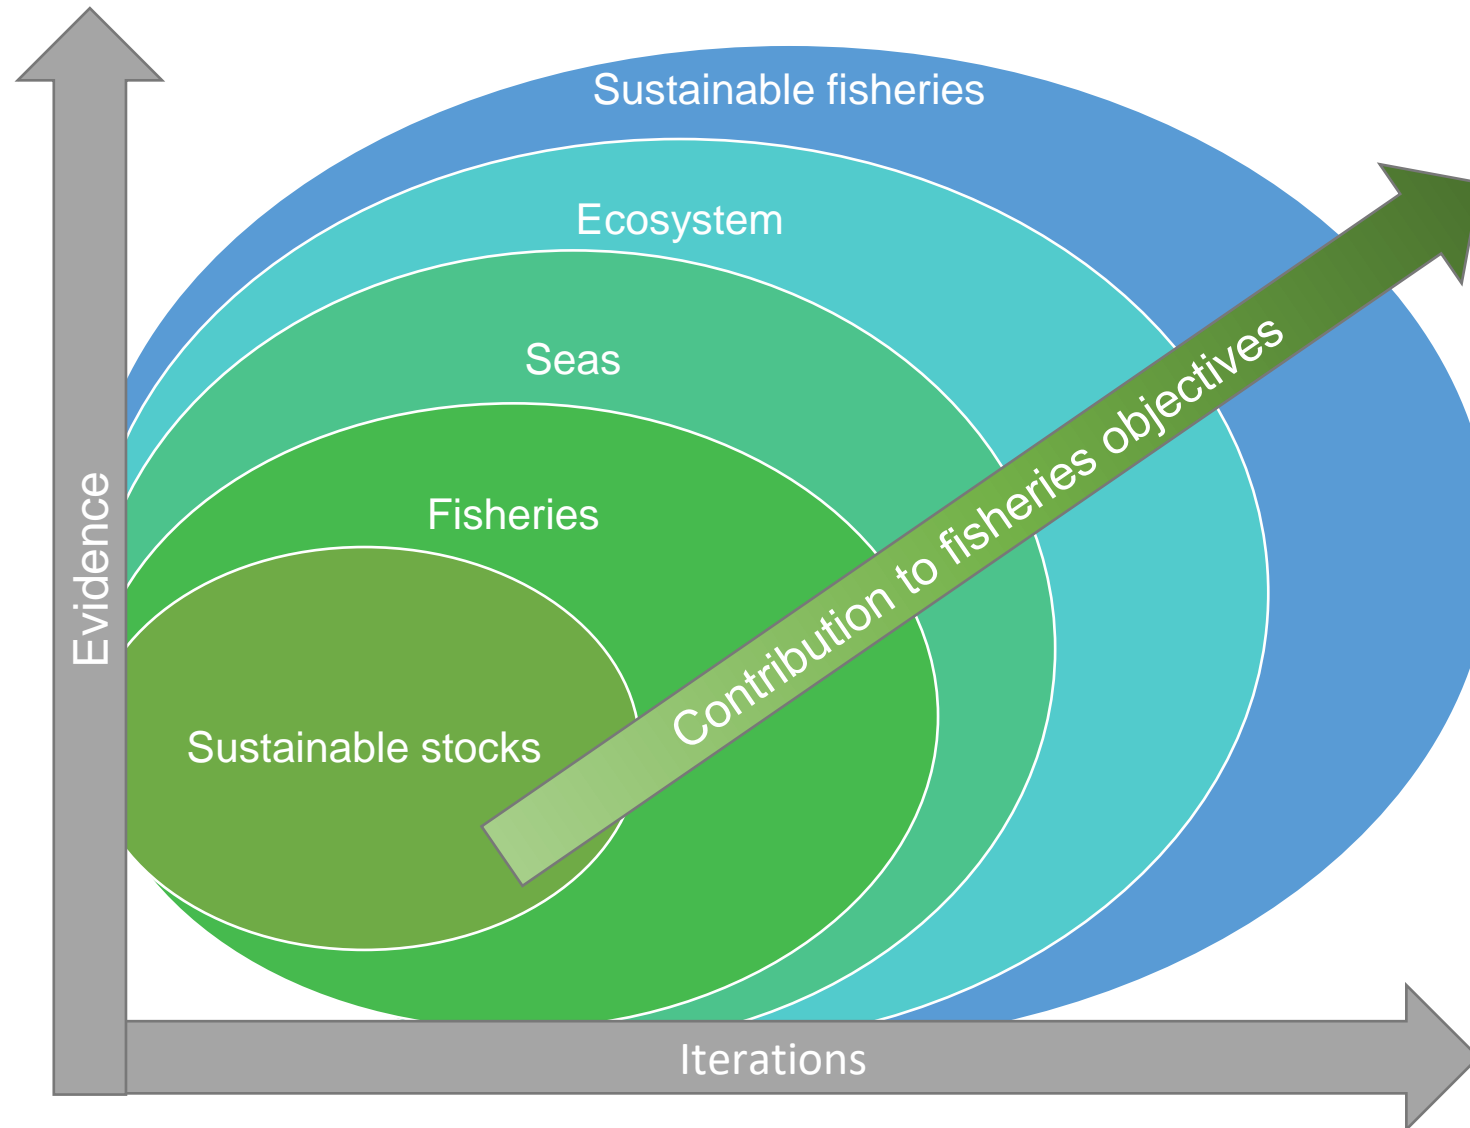 Sustainable fisheries
Ecosystem
Seas
Fisheries
Sustainable stocks
Contribution to fisheries objectives
Evidence
Iterations